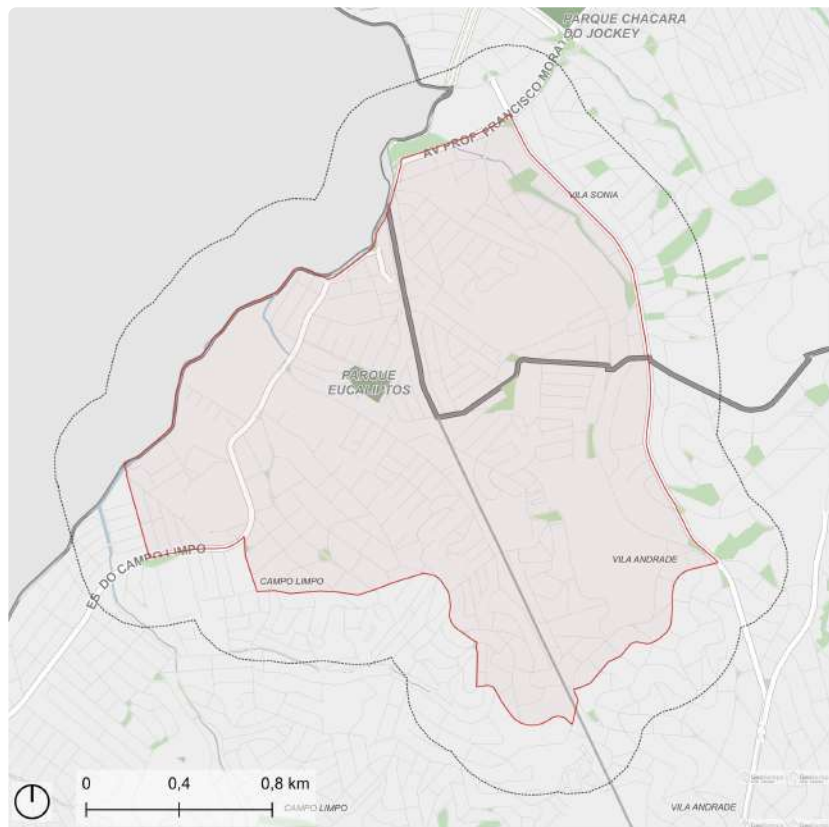 PARQUE CHACARA
DO JOCKEY
AV PROF FRANCISCO MORATO
VILA SONIA
PARQUE
EUCALIPTOS
ES DO CAMPO LIMPO
VILA ANDRADE
CAMPO LIMPO
0 0,4 0,8 km
CAMPO LIMPO
VILA ANDRADE